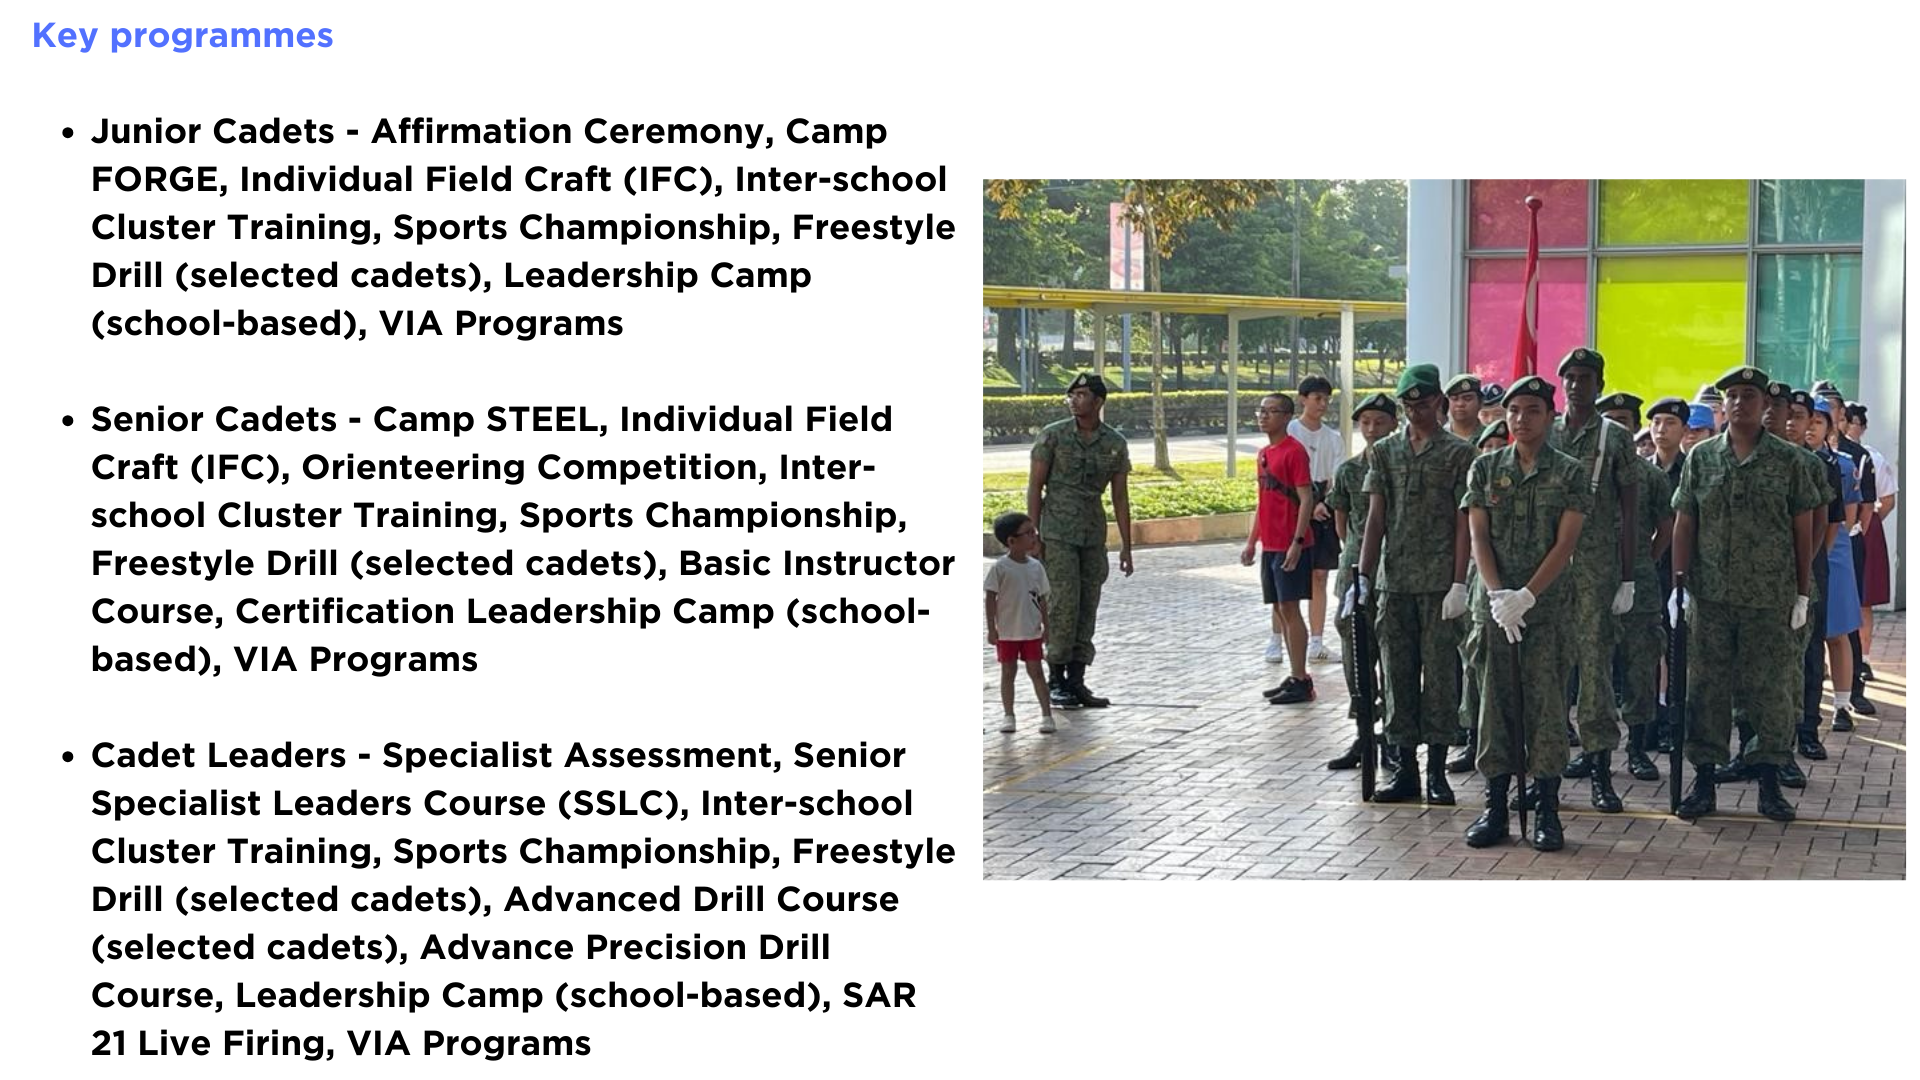 Key programmes
• Junior Cadets - Affirmation Ceremony, Camp
FORGE, Individual Field Craft (IFC), Inter-school
Cluster Training, Sports Championship, Freestyle
Drill (selected cadets), Leadership Camp
(school-based), VIA Programs
• Senior Cadets - Camp STEEL, Individual Field
Craft (IFC), Orienteering Competition, Inter-
school Cluster Training, Sports Championship,
Freestyle Drill (selected cadets), Basic Instructor
Course, Certification Leadership Camp (school-
based), VIA Programs
• Cadet Leaders - Specialist Assessment, Senior
Specialist Leaders Course (SSLC), Inter-school
Cluster Training, Sports Championship, Freestyle
Drill (selected cadets), Advanced Drill Course
(selected cadets), Advance Precision Drill
Course, Leadership Camp (school-based), SAR
21 Live Firing, VIA Programs